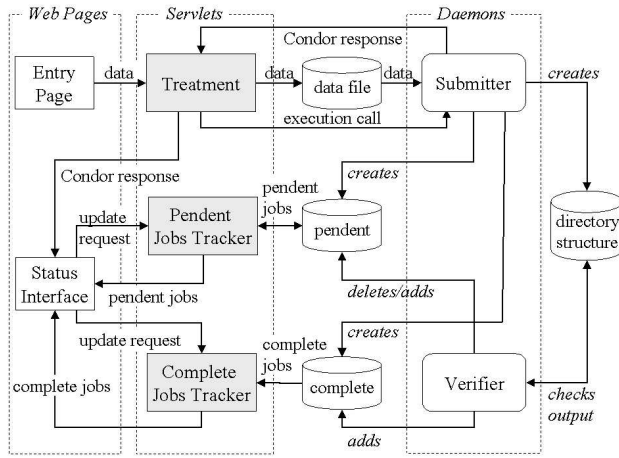 Web Pages
Servlets
Daemons
Condor response
Entry
Page
data
Treatment
data
data file
data
Submitter
creates
execution call
Condor response
creates
update
request
Pendent
Jobs Tracker
pendent
jobs
pendent
directory
structure
Status
Interface
pendent jobs
deletes/adds
update request
creates
complete jobs
Complete
Jobs Tracker
complete
jobs
complete
Verifier
checks
output
adds